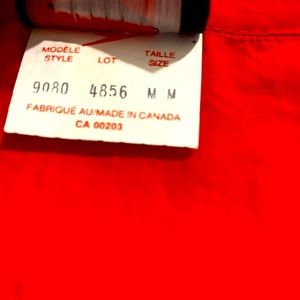 MODÈLE TAILLE
STYLE LOT SIZE
9080 4856 M M
FABRIQUÉ AU/MADE IN CANADA
CA 00203